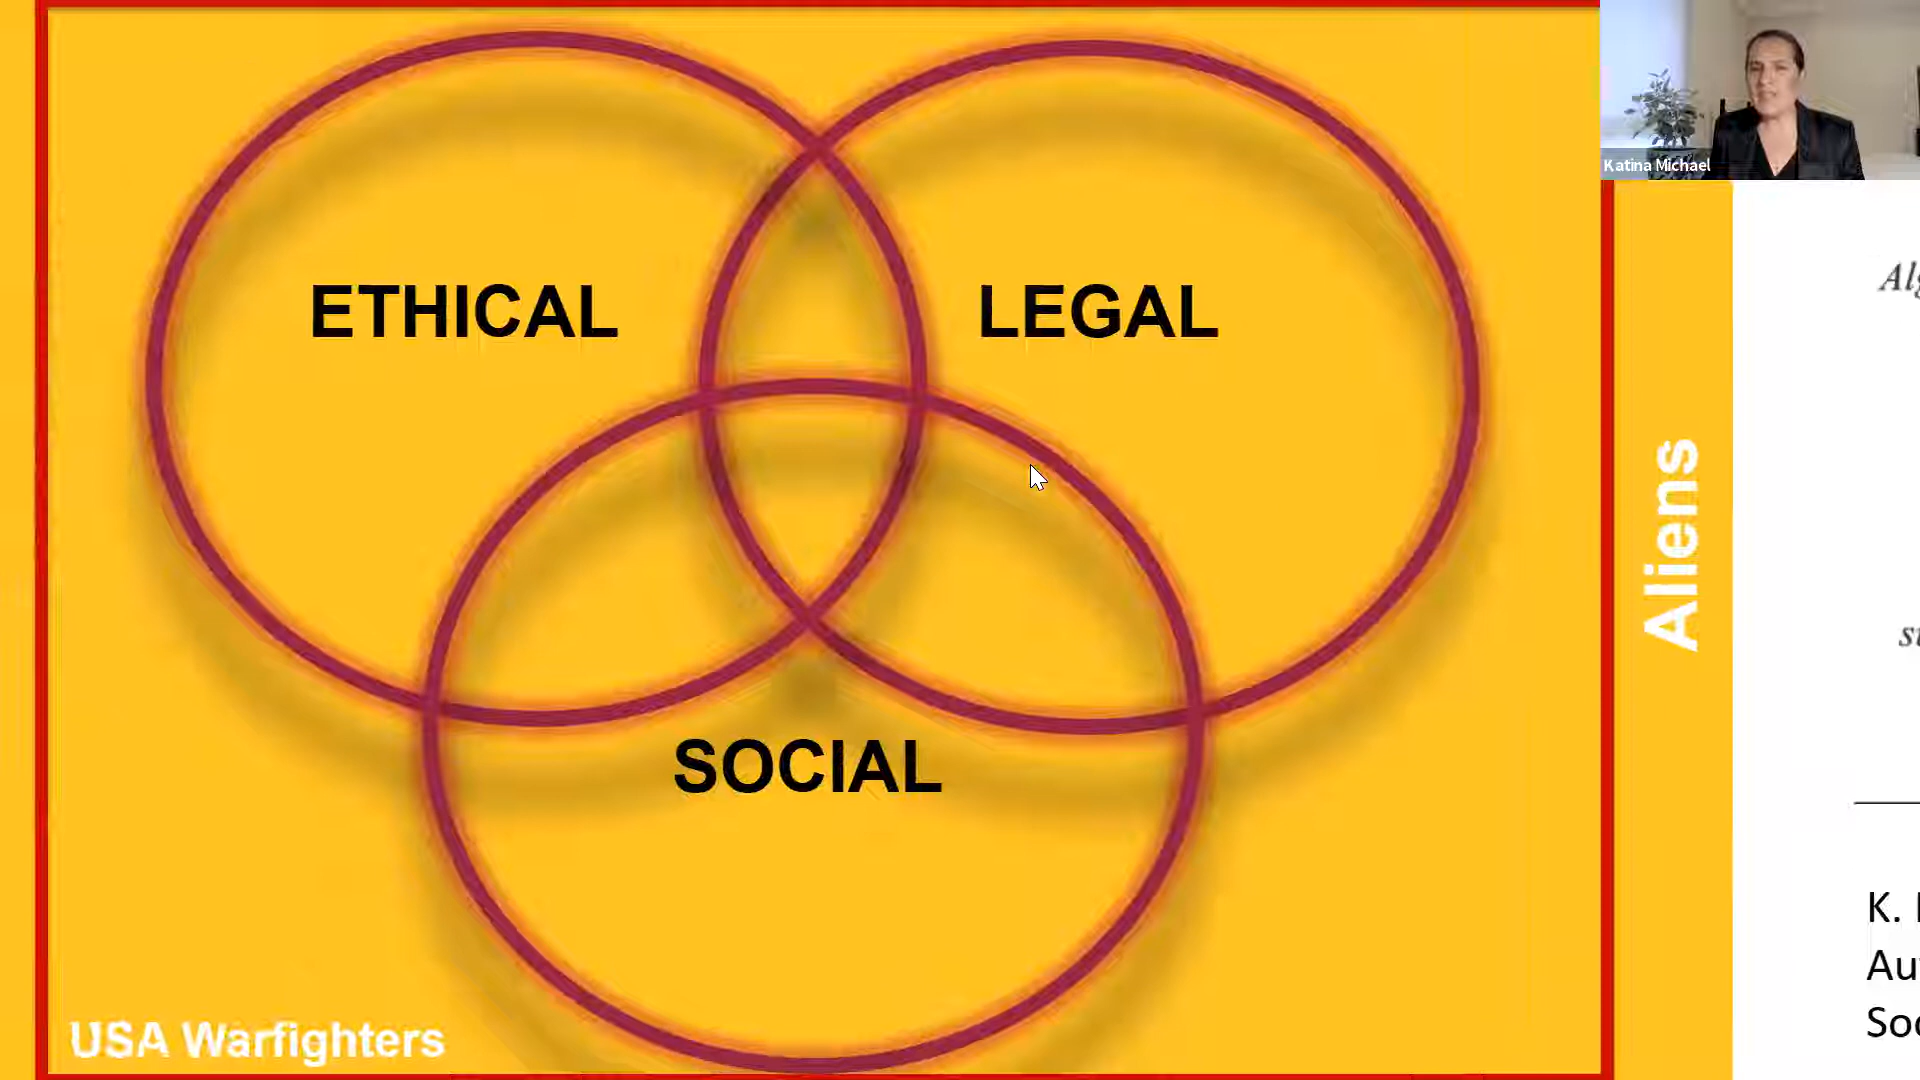 ETHICAL
LEGAL
SOCIAL
USA Warfighters
Katina Michael
Aliens
K.